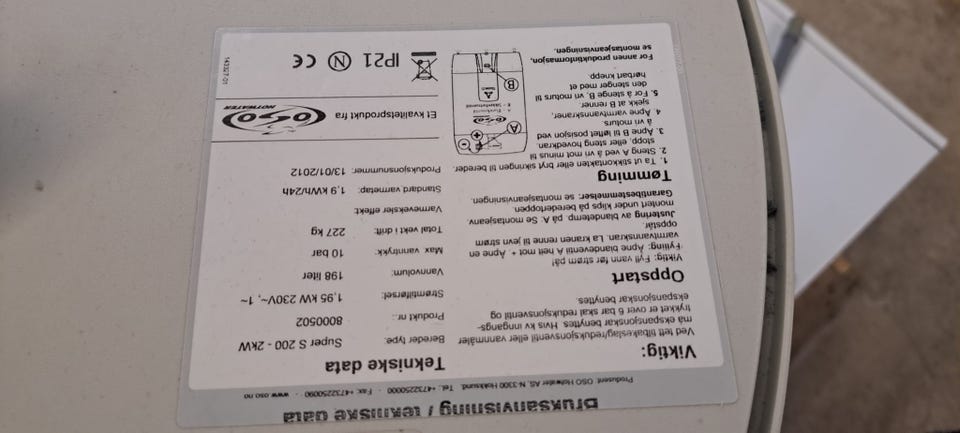 Bruksanvisning / tekniske data
Produsent OSO Hotwater AS, N-3300 Hokksund. Tel. +4732250000 · Fax. +4732250090 · www.oso.no
Viktig:
Ved tett tilbakeslag/reduksjonsventil eller vannmåler
må ekspansjonskar benyttes. Hvis kv inngangs-
trykket er over 6 bar skal reduksjonsventil og
ekspansjonskar benyttes.
Oppstart
Viktig: Fyll vann før strøm på!
Fylling: Åpne blandeventil A helt mot + Åpne en
varmtvannskran. La kranen renne til jevn strøm
oppstår
Justering av blandetemp. på A. Se montasjeanv.
montert under klips på berederens.
Garantibestemmelser: se montasjeanvisningen.
Tømming
1. Ta ut stikkontakten eller bryt sikringen til bereder.
2. Steng A ved å vri mot minus til
stopp. eller steng hovedkran.
3. Åpne B i løftet posisjon ved
å vri moturs
4 Åpne varmtvannskraner.
sjekk at B renner.
5. For å stenge B, vri moturs til
den stenger med et
hørbart knepp.
For annen produktinformasjon.
se montasjeanvisningen.
A
B
Tekniske data
Bereder type: Super S 200 - 2kW
Produkt. nr.: 8000502
Strømtilførsel: 1,95 kW 230V~, 1~
Vannvolum: 198 liter
Max vanntrykk: 10 bar
Total vekt i drift: 227 kg
Varmeveksler effekt:
Standard varmetap: 1,9 kWh/24h
Produksjonsnummer: 13/01/2012
Et kvalitetsprodukt fra OSO HOTWATER
IP21 N CE
143327-01